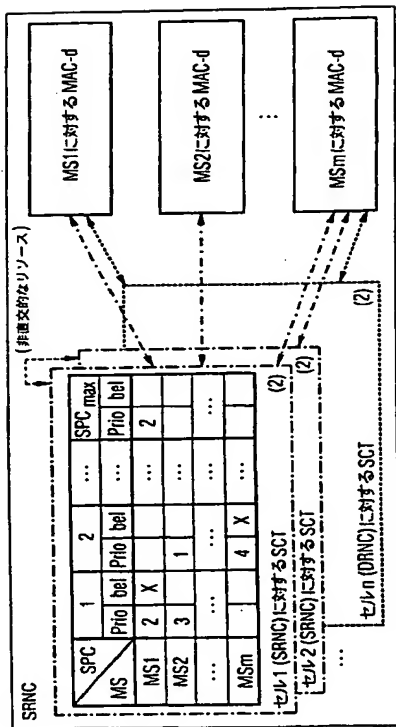 SRNC
(非直交的なリソース)
SPC 1 2 … SPC max
MS Prio bel Prio bel … Prio bel
MS1 2 X … 2
MS2 3 1 …
… … … … …
MSm 4 X …
(2)
セル1 (SRNC)に対するSCT
(2)
セル2 (SRNC)に対するSCT
(2)
…
セルn (DRNC)に対するSCT
MS1に対するMAC-d
MS2に対するMAC-d
…
MSmに対するMAC-d